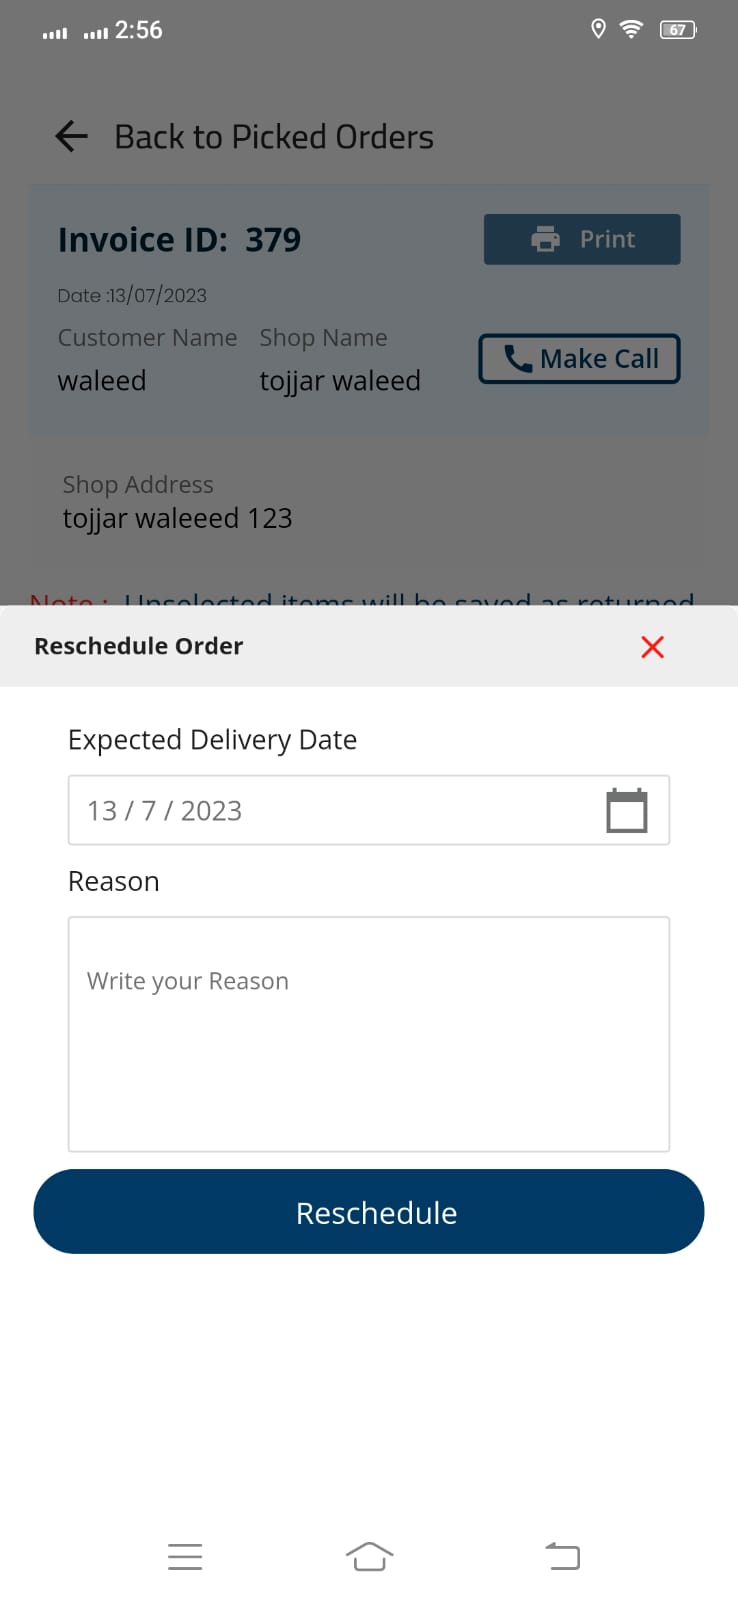 2:56
67
Back to Picked Orders
Invoice ID: 379
Print
Date :13/07/2023
Customer Name Shop Name
waleed tojjar waleed
Make Call
Shop Address
tojjar waleeed 123
Note : Unselected items will be saved as returned
Reschedule Order
Expected Delivery Date
13 / 7 / 2023
Reason
Write your Reason
Reschedule